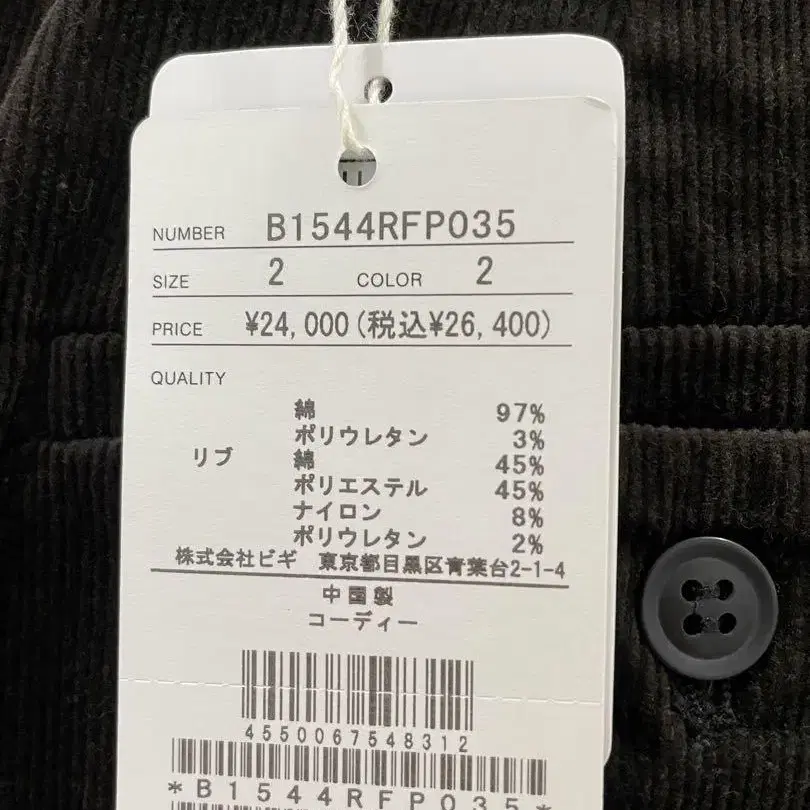 NUMBER B1544RFP035
SIZE 2 COLOR 2
PRICE ¥24,000(税込¥26,400)
QUALITY
綿 97%
ポリウレタン 3%
リブ 綿 45%
ポリエステル 45%
ナイロン 8%
ポリウレタン 2%
株式会社ビギ 東京都目黒区青葉台2-1-4
中国製
コーディー
4550067548312
*B1544RFP035*